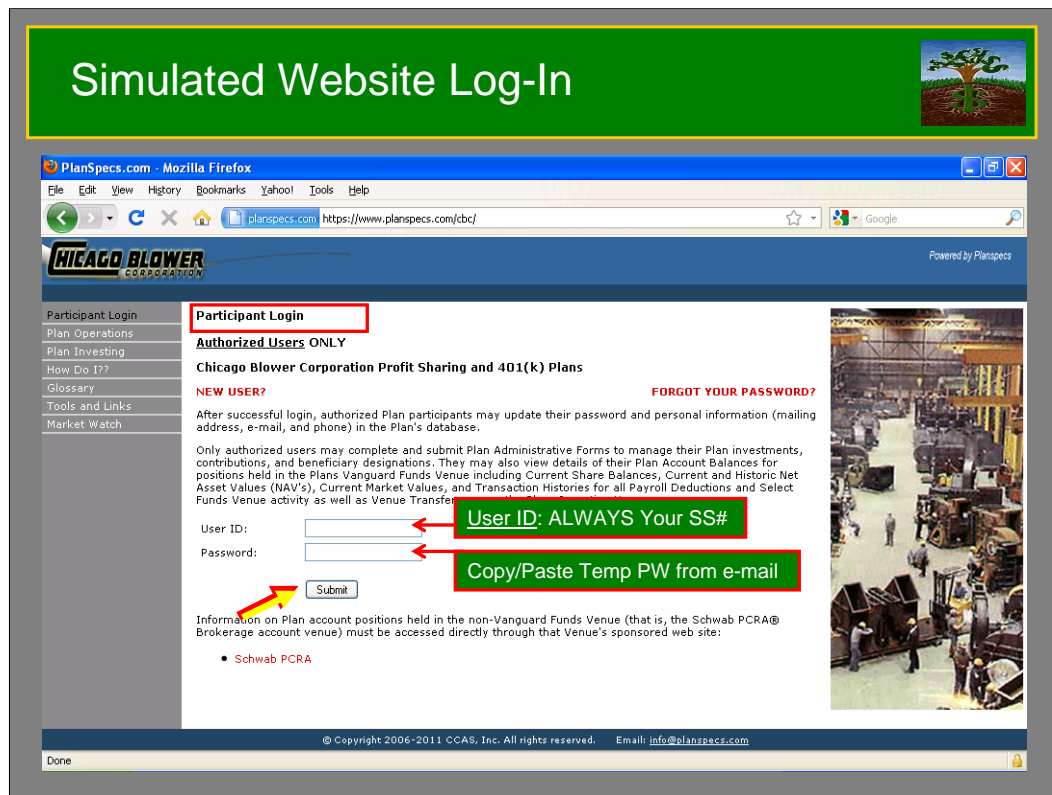 Simulated Website Log-In
PlanSpecs.com - Mozilla Firefox
File Edit View History Bookmarks Yahoo! Tools Help
planspecs.com https://www.planspecs.com/cbc/
Google
CHICAGO BLOWER
CORPORATION
Powered by Planspecs
Participant Login
Plan Operations
Plan Investing
How Do I??
Glossary
Tools and Links
Market Watch
Participant Login
Authorized Users ONLY
Chicago Blower Corporation Profit Sharing and 401(k) Plans
NEW USER? FORGOT YOUR PASSWORD?
After successful login, authorized Plan participants may update their password and personal information (mailing
address, e-mail, and phone) in the Plan's database.
Only authorized users may complete and submit Plan Administrative Forms to manage their Plan investments,
contributions, and beneficiary designations. They may also view details of their Plan Account Balances for
positions held in the Plans Vanguard Funds Venue including Current Share Balances, Current and Historic Net
Asset Values (NAV's), Current Market Values, and Transaction Histories for all Payroll Deductions and Select
Funds Venue activity as well as Venue Transfer
User ID:
User ID: ALWAYS Your SS#
Password:
Copy/Paste Temp PW from e-mail
Submit
Information on Plan account positions held in the non-Vanguard Funds Venue (that is, the Schwab PCRA®
Brokerage account venue) must be accessed directly through that Venue's sponsored web site:
• Schwab PCRA
© Copyright 2006-2011 CCAS, Inc. All rights reserved. Email: info@planspecs.com
Done